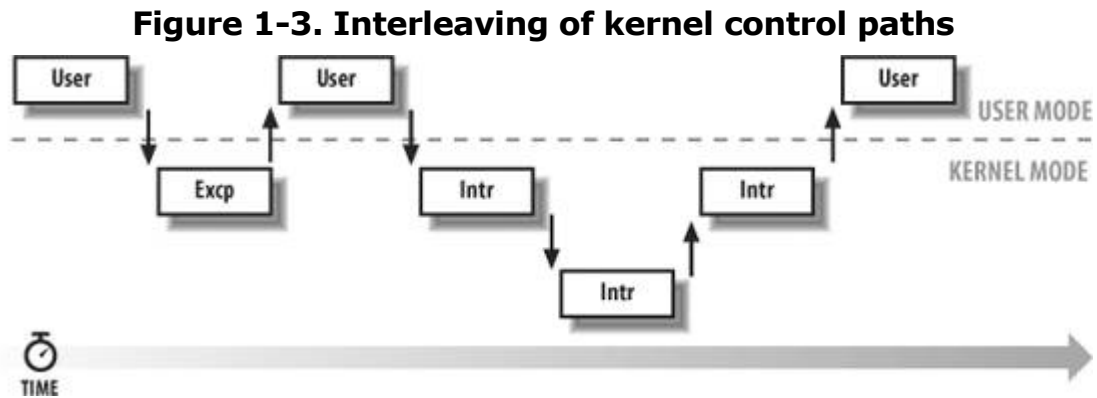 Figure 1-3. Interleaving of kernel control paths
User
User
User
USER MODE
KERNEL MODE
Excp
Intr
Intr
Intr
TIME